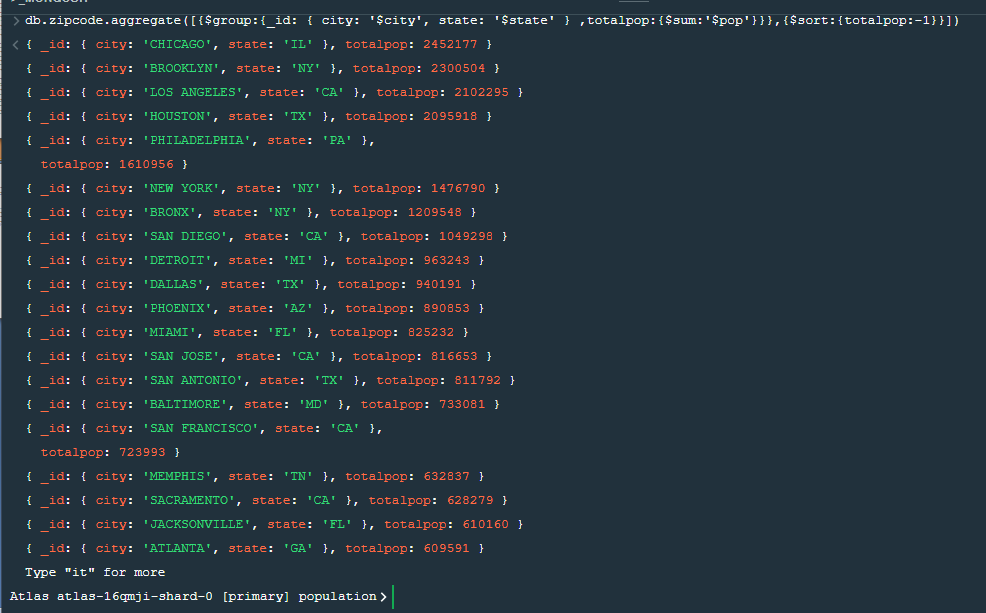 db.zipcode.aggregate([{$group:{_id: { city: '$city', state: '$state' } ,totalpop:{$sum:'$pop'}}},{$sort:{totalpop:-1}}])
{ _id: { city: 'CHICAGO', state: 'IL' }, totalpop: 2452177 }
{ _id: { city: 'BROOKLYN', state: 'NY' }, totalpop: 2300504 }
{ _id: { city: 'LOS ANGELES', state: 'CA' }, totalpop: 2102295 }
{ _id: { city: 'HOUSTON', state: 'TX' }, totalpop: 2095918 }
{ _id: { city: 'PHILADELPHIA', state: 'PA' },
totalpop: 1610956 }
{ _id: { city: 'NEW YORK', state: 'NY' }, totalpop: 1476790 }
{ _id: { city: 'BRONX', state: 'NY' }, totalpop: 1209548 }
{ _id: { city: 'SAN DIEGO', state: 'CA' }, totalpop: 1049298 }
{ _id: { city: 'DETROIT', state: 'MI' }, totalpop: 963243 }
{ _id: { city: 'DALLAS', state: 'TX' }, totalpop: 940191 }
{ _id: { city: 'PHOENIX', state: 'AZ' }, totalpop: 890853 }
{ _id: { city: 'MIAMI', state: 'FL' }, totalpop: 825232 }
{ _id: { city: 'SAN JOSE', state: 'CA' }, totalpop: 816653 }
{ _id: { city: 'SAN ANTONIO', state: 'TX' }, totalpop: 811792 }
{ _id: { city: 'BALTIMORE', state: 'MD' }, totalpop: 733081 }
{ _id: { city: 'SAN FRANCISCO', state: 'CA' },
totalpop: 723993 }
{ _id: { city: 'MEMPHIS', state: 'TN' }, totalpop: 632837 }
{ _id: { city: 'SACRAMENTO', state: 'CA' }, totalpop: 628279 }
{ _id: { city: 'JACKSONVILLE', state: 'FL' }, totalpop: 610160 }
{ _id: { city: 'ATLANTA', state: 'GA' }, totalpop: 609591 }
Type "it" for more
Atlas atlas-16qmji-shard-0 [primary] population>